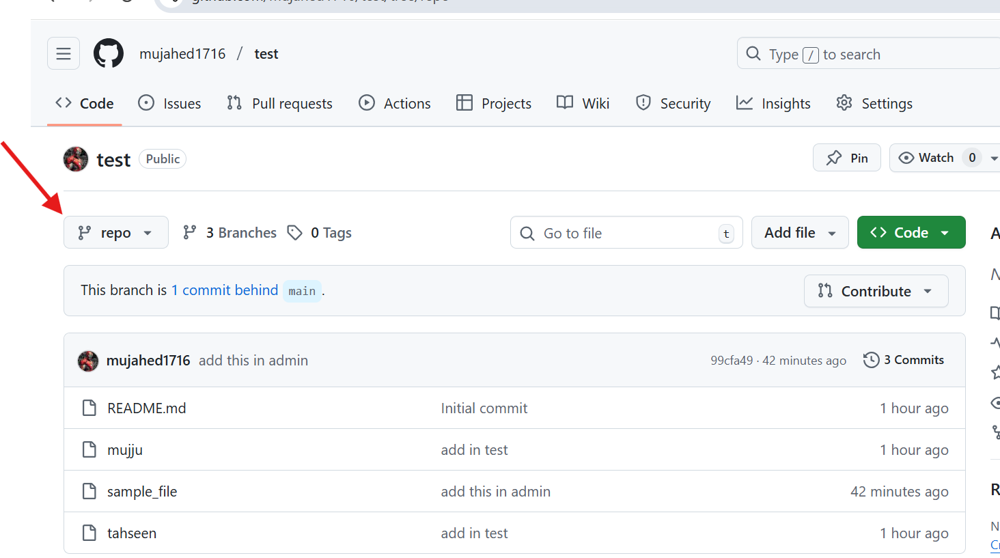 mujahed1716 / test
Type / to search
Code Issues Pull requests Actions Projects Wiki Security Insights Settings
test Public
Pin Watch 0
repo 3 Branches 0 Tags
Go to file t
Add file
Code
This branch is 1 commit behind main.
Contribute
mujahed1716 add this in admin 99cfa49 · 42 minutes ago 3 Commits
README.md Initial commit 1 hour ago
mujju add in test 1 hour ago
sample_file add this in admin 42 minutes ago
tahseen add in test 1 hour ago